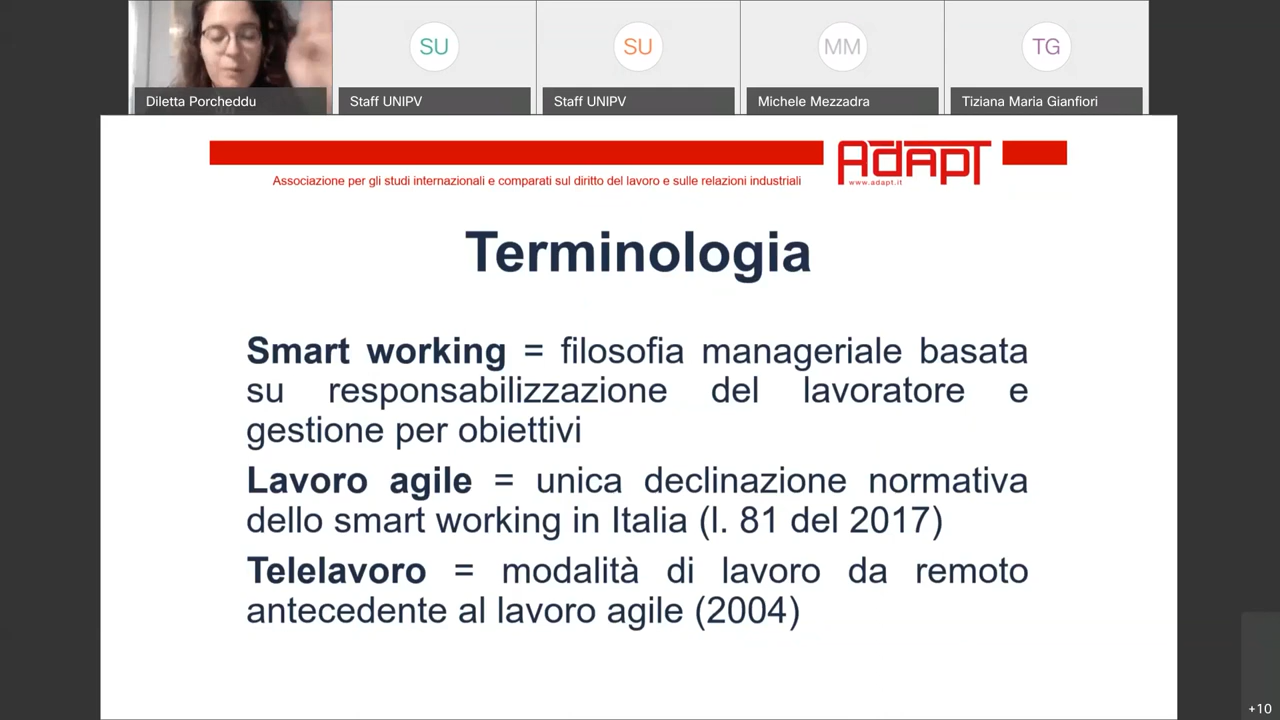 SU
SU
MM
TG
Diletta Porcheddu
Staff UNIPV
Staff UNIPV
Michele Mezzadra
Tiziana Maria Gianfiori
AdAPT
www.adapt.it
Associazione per gli studi internazionali e comparati sul diritto del lavoro e sulle relazioni industriali
Terminologia
Smart working = filosofia manageriale basata
su responsabilizzazione del lavoratore e
gestione per obiettivi
Lavoro agile = unica declinazione normativa
dello smart working in Italia (l. 81 del 2017)
Telelavoro = modalità di lavoro da remoto
antecedente al lavoro agile (2004)
+10